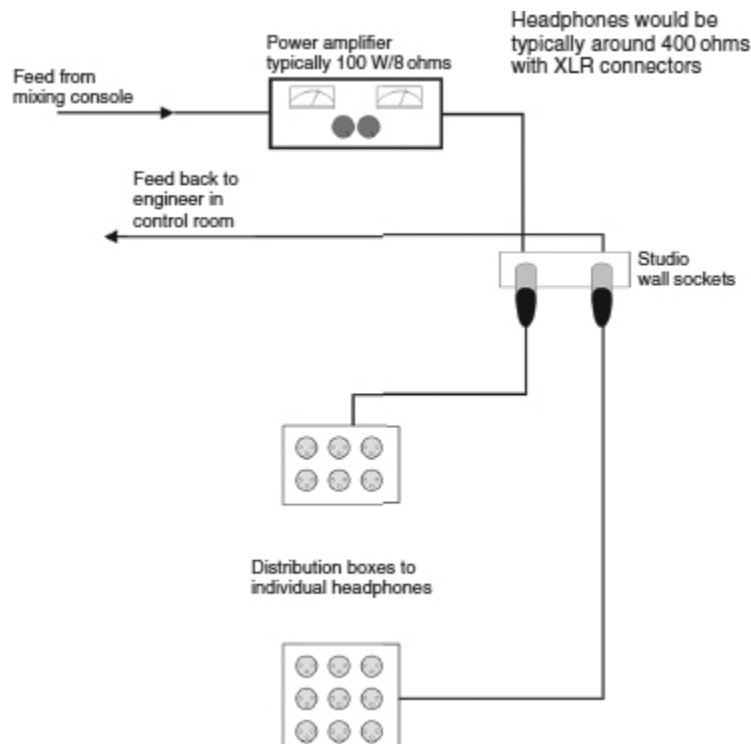 Headphones would be
typically around 400 ohms
with XLR connectors
Power amplifier
typically 100 W/8 ohms
Feed from
mixing console
Feed back to
engineer in
control room
Studio
wall sockets
Distribution boxes to
individual headphones